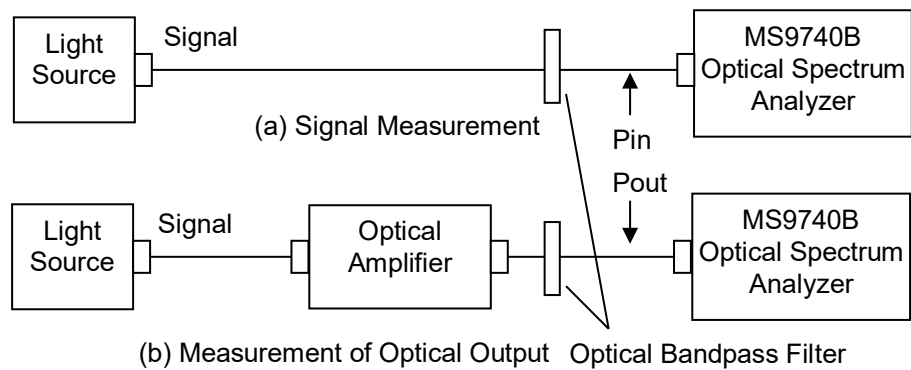 Light
Source
Signal
MS9740B
Optical Spectrum
Analyzer
(a) Signal Measurement
Pin
Pout
Light
Source
Signal
Optical
Amplifier
MS9740B
Optical Spectrum
Analyzer
(b) Measurement of Optical Output
Optical Bandpass Filter